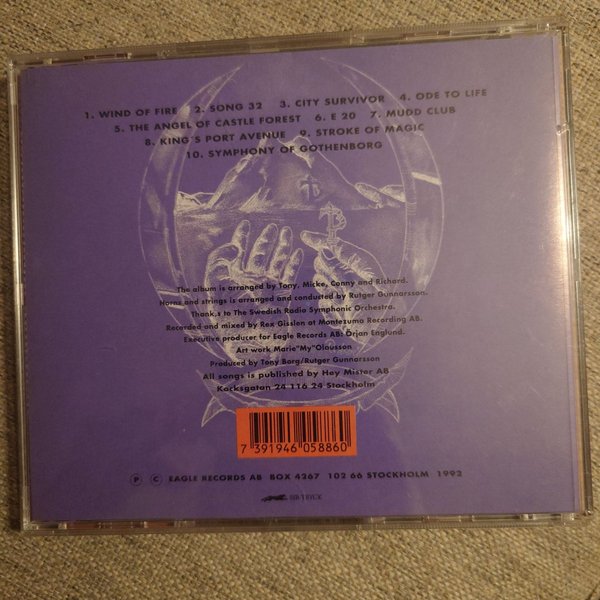 1. WIND OF FIRE 2. SONG 32 3. CITY SURVIVOR 4. ODE TO LIFE
5. THE ANGEL OF CASTLE FOREST 6. E 20 7. MUDD CLUB
8. KING'S PORT AVENUE 9. STROKE OF MAGIC
10. SYMPHONY OF GOTHENBORG
The album is arranged by Tony, Micke, Conny and Richard.
Horns and strings is arranged and conducted by Rutger Gunnarsson.
Thank.s to The Swedish Radio Symphonic Orchestra.
Recorded and mixed by Rex Gission at Montezuma Recording AB.
Executive producer for Eagle Records AB: Örjan Englund.
Art work Marie"My"Olousson
Produced by Tony Borg/Rutger Gunnarsson
All songs is published by Hey Mister AB
Kocksgatan 24 116 24 Stockholm
7 391946 058860
P C EAGLE RECORDS AB BOX 4267 102 66 STOCKHOLM 1992